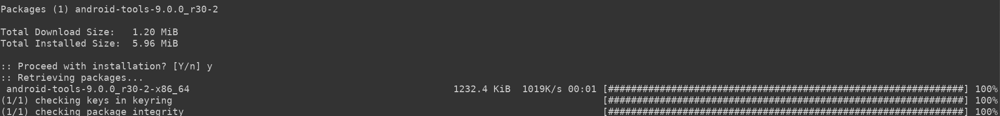 Packages (1) android-tools-9.0.0_r30-2
Total Download Size:   1.20 MiB
Total Installed Size:  5.96 MiB
:: Proceed with installation? [Y/n] y
:: Retrieving packages...
 android-tools-9.0.0_r30-2-x86_64 1232.4 KiB  1019K/s 00:01 [##############################################################] 100%
(1/1) checking keys in keyring [##############################################################] 100%
(1/1) checking package integrity [##############################################################] 100%